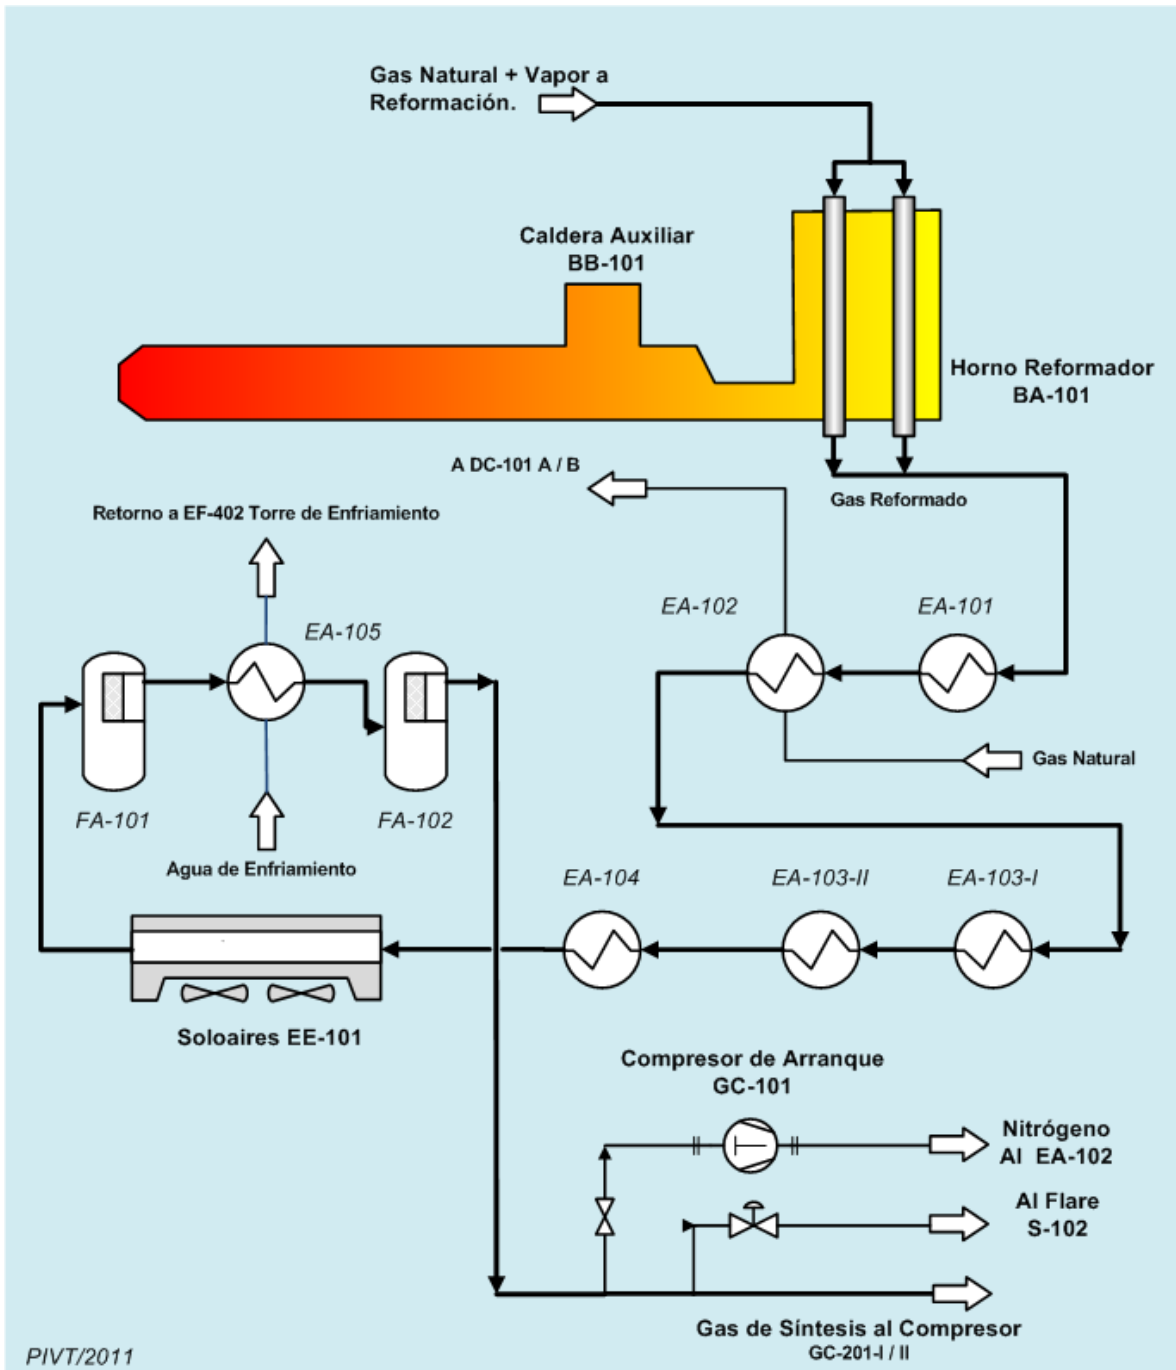 Gas Natural + Vapor a
Reformación.
Caldera Auxiliar
BB-101
Horno Reformador
BA-101
A DC-101 A / B
Gas Reformado
Retorno a EF-402 Torre de Enfriamiento
EA-102
EA-101
EA-105
Gas Natural
FA-101
FA-102
Agua de Enfriamiento
EA-104
EA-103-II
EA-103-I
Soloaires EE-101
Compresor de Arranque
GC-101
Nitrógeno
Al EA-102
Al Flare
S-102
Gas de Síntesis al Compresor
GC-201-I / II
PIVT/2011